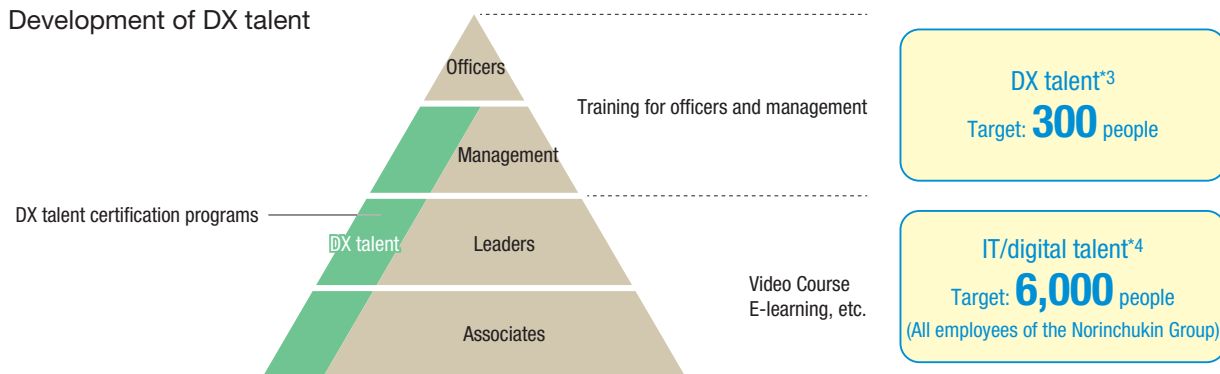 Development of DX talent
Officers
Training for officers and management
Management
DX talent certification programs
DX talent
Leaders
Video Course
E-learning, etc.
Associates
DX talent*3
Target: 300 people
IT/digital talent*4
Target: 6,000 people
(All employees of the Norinchukin Group)